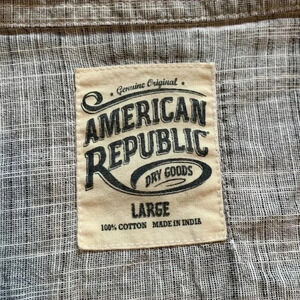 Genuine Original
AMERICAN
REPUBLIC
DRY GOODS
LARGE
100% COTTON MADE IN INDIA